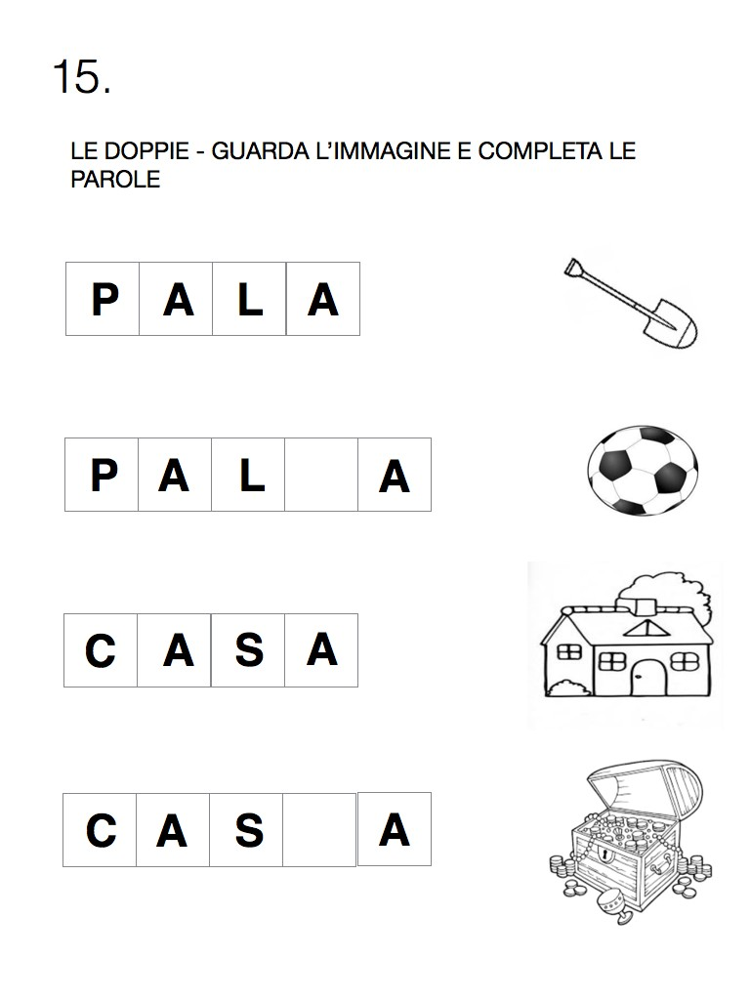 15.
LE DOPPIE - GUARDA L’IMMAGINE E COMPLETA LE
PAROLE
P A L A
P A L A
C A S A
C A S A